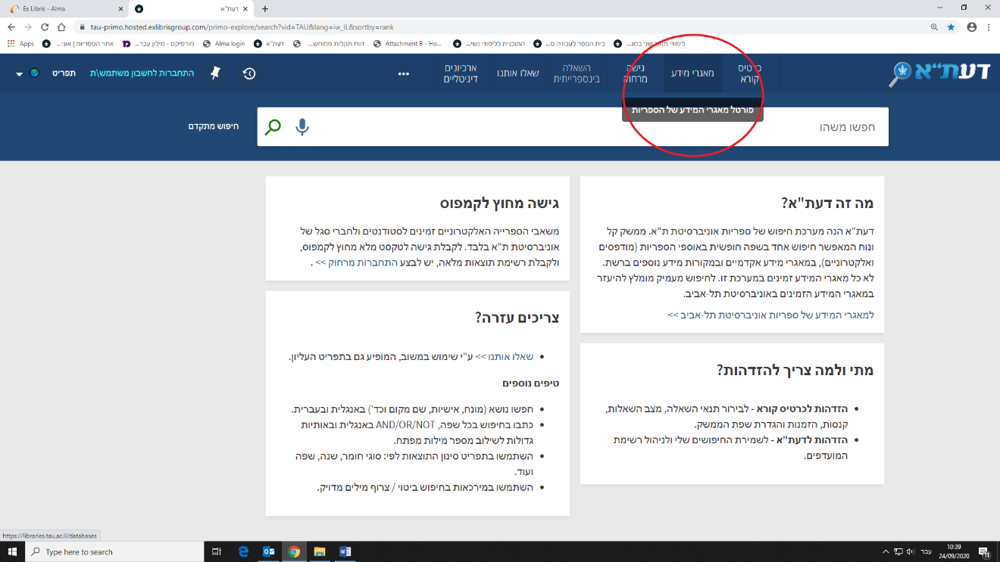 Ex Libris - Alma
דעת"א
tau-primo.hosted.exlibrisgroup.com/primo-explore/search?vid=TAU&lang=iw_IL&sortby=rank
Apps
אתר הספריות | אוני...
מורפיקס - מילון עבר...
Alma login
דעת"א
דווח תקלות ממוחש...
Attachment B - Ho...
התוכנית ללימודי נשי...
בית הספר לעבודה ס...
לימודי תואר שני במג...
דעת"א
כרטיס קורא
מאגרי מידע
גישה מרחוק
השאלה בינספרייתית
שאלו אותנו
ארכיונים דיגיטליים
התחברות לחשבון משתמש\ת
תפריט
פורטל מאגרי המידע של הספריות
חפשו משהו
חיפוש מתקדם
מה זה דעת"א?
דעת"א הנה מערכת חיפוש של ספריות אוניברסיטת ת"א. ממשק קל
ונוח המאפשר חיפוש אחד בשפה חופשית באוספי הספריות (מודפסים
ואלקטרוניים), במאגרי מידע אקדמיים ובמקורות מידע נוספים ברשת.
לא כל מאגרי המידע זמינים במערכת זו. לחיפוש מעמיק מומלץ להיעזר
במאגרי המידע הזמינים באוניברסיטת תל-אביב.
למאגרי המידע של ספריות אוניברסיטת תל-אביב >>
מתי ולמה צריך להזדהות?
הזדהות לכרטיס קורא - לבירור תנאי השאלה, מצב השאלות,
קנסות, הזמנות והגדרת שפת הממשק.
הזדהות לדעת"א - לשמירת החיפושים שלי ולניהול רשימת
המועדפים.
גישה מחוץ לקמפוס
משאבי הספרייה האלקטרוניים זמינים לסטודנטים ולחברי סגל של
אוניברסיטת ת"א בלבד. לקבלת גישה לטקסט מלא מחוץ לקמפוס,
ולקבלת רשימת תוצאות מלאה, יש לבצע התחברות מרחוק >> .
צריכים עזרה?
שאלו אותנו >> ע"י שימוש במשוב, המופיע גם בתפריט העליון.
טיפים נוספים
חפשו נושא (מונח, אישיות, שם מקום וכד') באנגלית ובעברית.
כתבו בחיפוש בכל שפה, AND/OR/NOT באנגלית ובאותיות
גדולות לשילוב מספר מילות מפתח.
השתמשו בתפריט סינון התוצאות לפי: סוגי חומר, שנה, שפה
ועוד.
השתמשו במירכאות בחיפוש ביטוי / צרוף מילים מדויק.
https://libraries.tau.ac.il/databases
Type here to search
עבר
10:39
24/09/2020
11